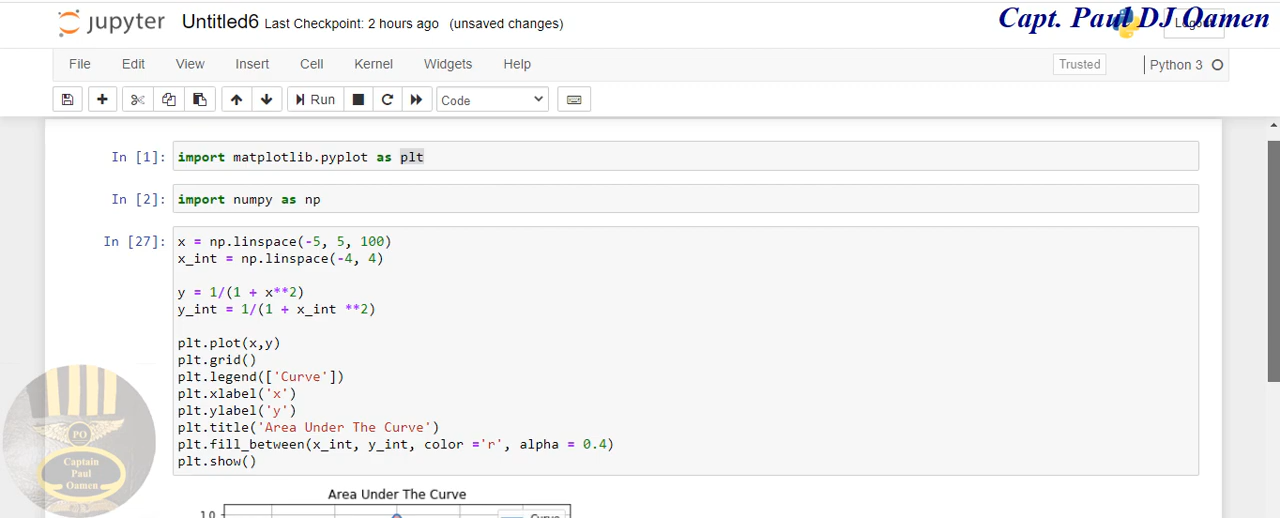 jupyter Untitled6 Last Checkpoint: 2 hours ago (unsaved changes)
Capt. Paul DJ Oamen
File Edit View Insert Cell Kernel Widgets Help Trusted Python 3
Run Code
In [1]: import matplotlib.pyplot as plt
In [2]: import numpy as np
In [27]: x = np.linspace(-5, 5, 100)
x_int = np.linspace(-4, 4)
y = 1/(1 + x**2)
y_int = 1/(1 + x_int **2)
plt.plot(x,y)
plt.grid()
plt.legend(['Curve'])
plt.xlabel('x')
plt.ylabel('y')
plt.title('Area Under The Curve')
plt.fill_between(x_int, y_int, color ='r', alpha = 0.4)
plt.show()
PO
Captain
Paul
Oamen
Area Under The Curve
1.0
Curve